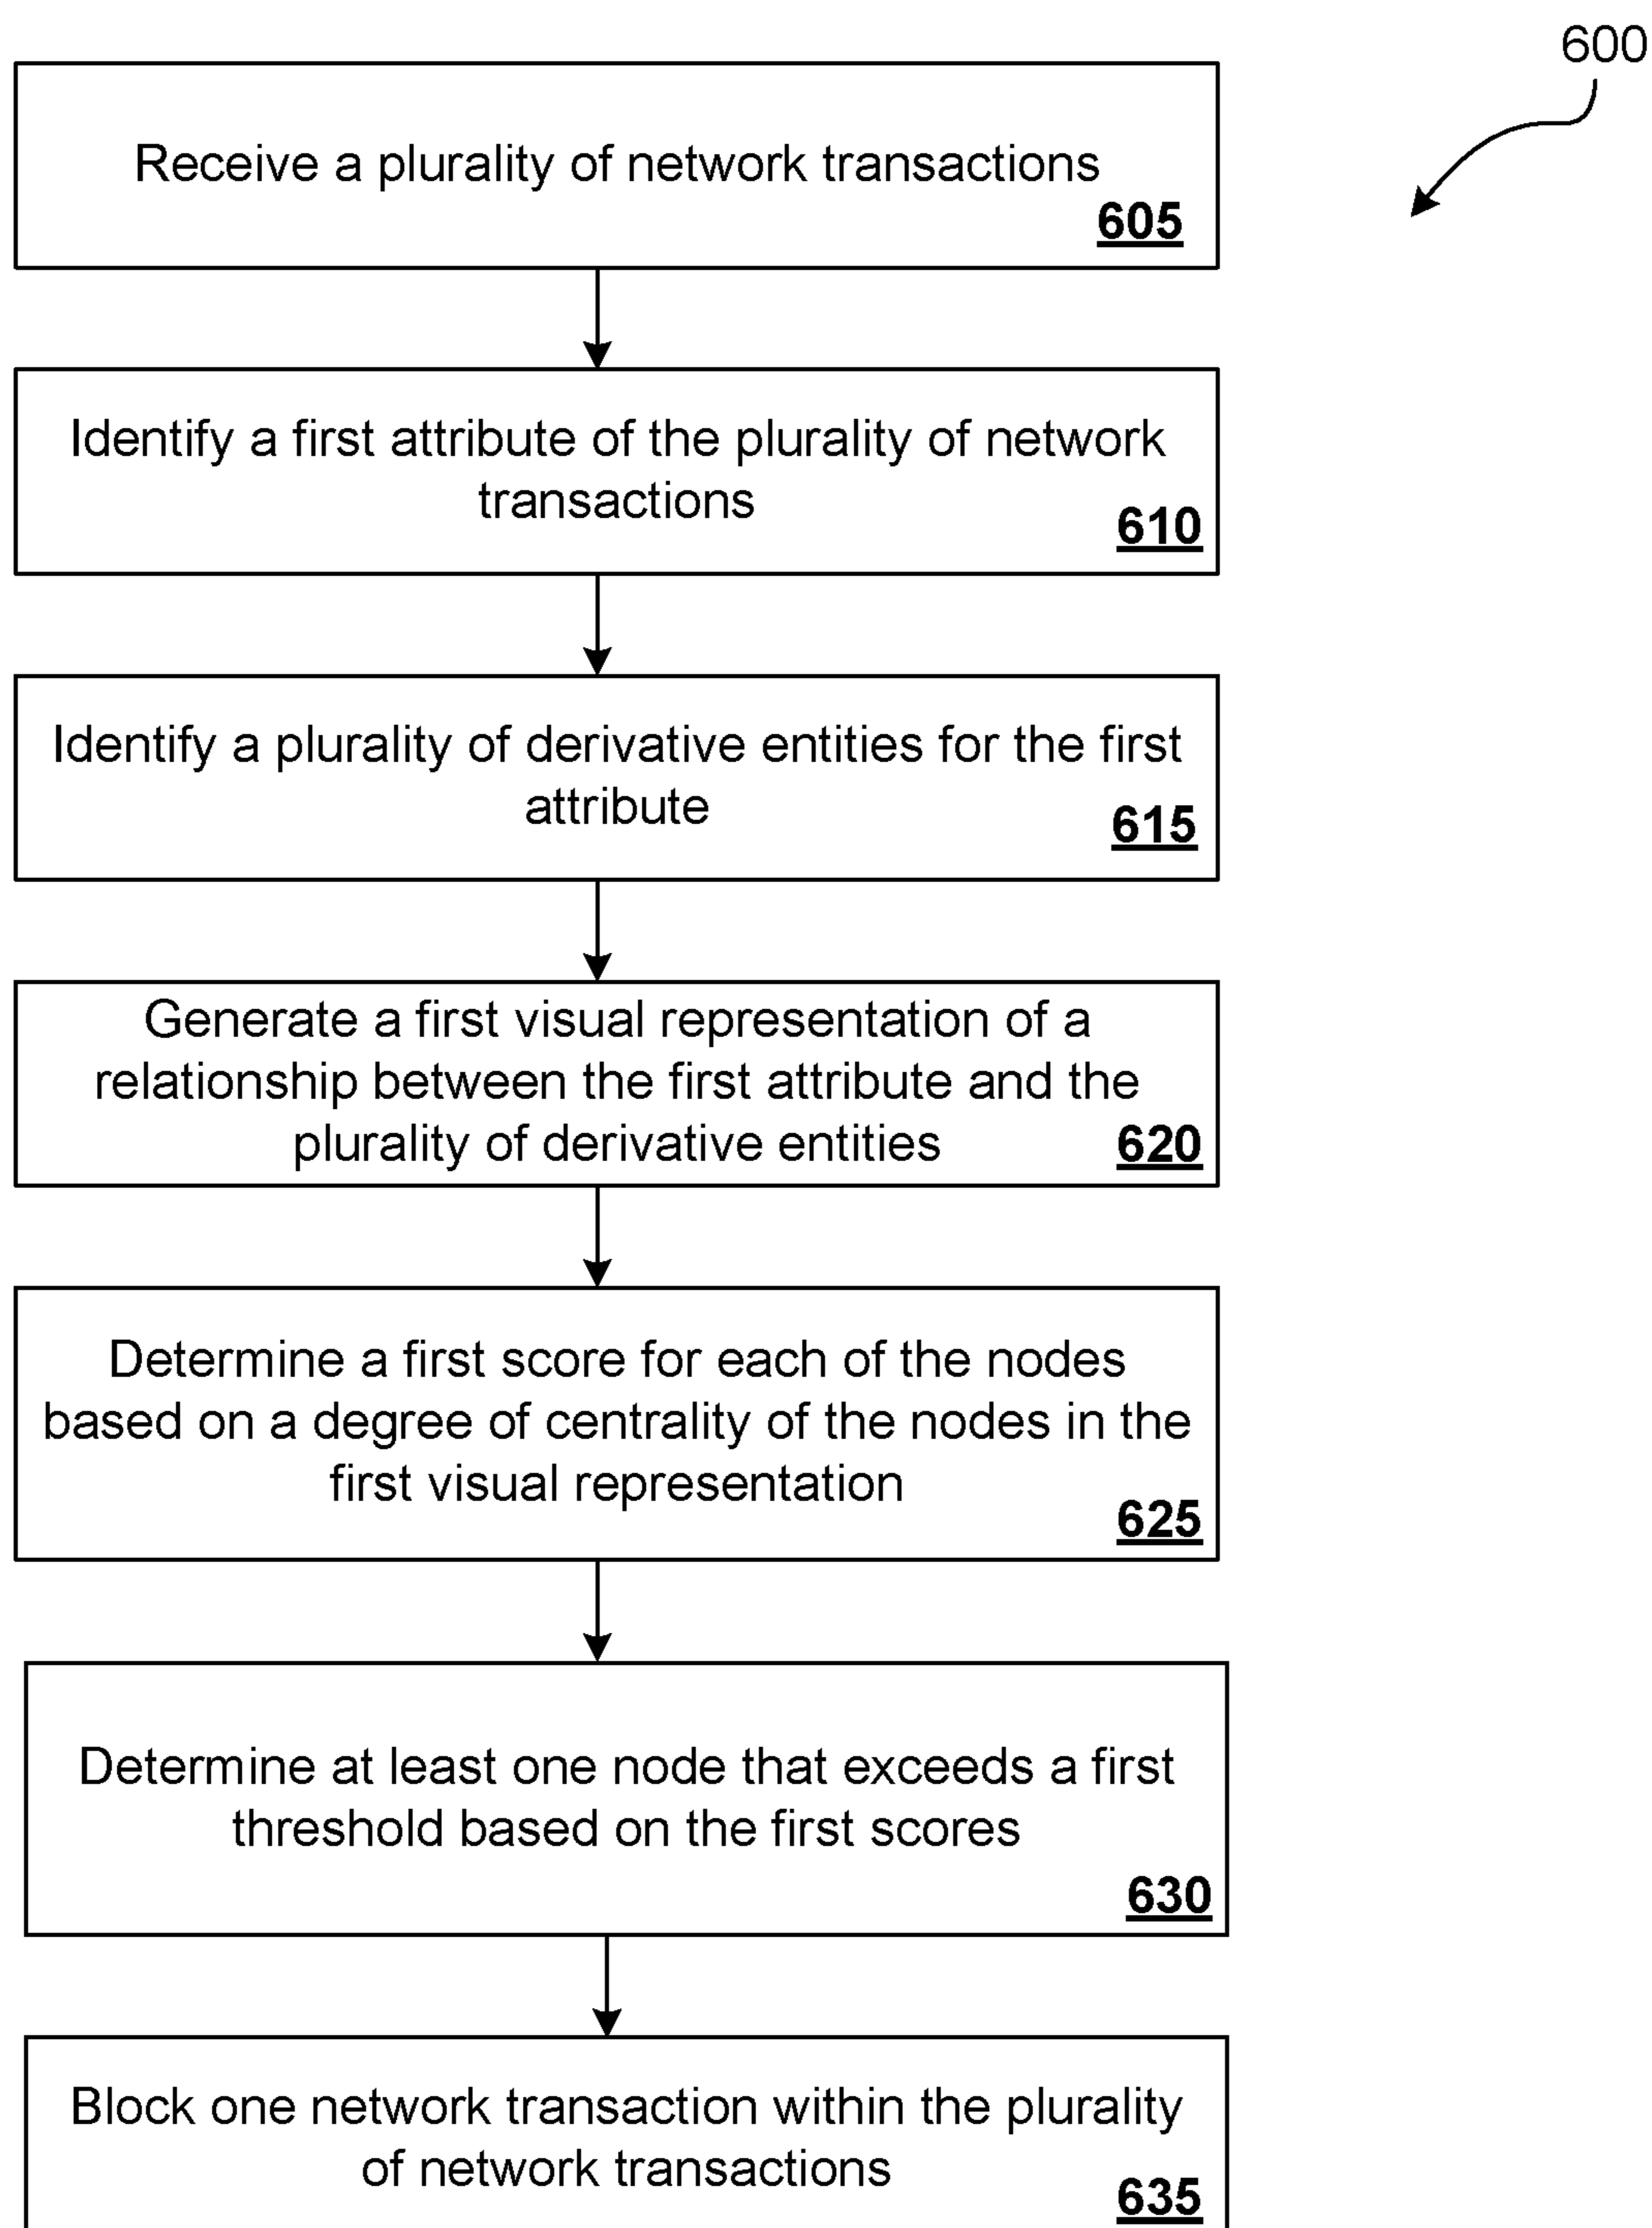 600
Receive a plurality of network transactions
605
Identify a first attribute of the plurality of network
transactions
610
Identify a plurality of derivative entities for the first
attribute
615
Generate a first visual representation of a
relationship between the first attribute and the
plurality of derivative entities
620
Determine a first score for each of the nodes
based on a degree of centrality of the nodes in the
first visual representation
625
Determine at least one node that exceeds a first
threshold based on the first scores
630
Block one network transaction within the plurality
of network transactions
635